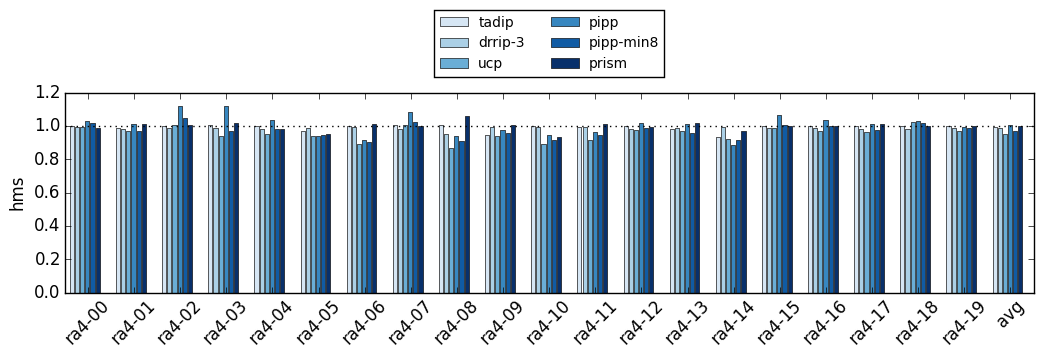 tadip
drrip-3
ucp
pipp
pipp-min8
prism
hms
1.2
1.0
0.8
0.6
0.4
0.2
0.0
ra4-00
ra4-01
ra4-02
ra4-03
ra4-04
ra4-05
ra4-06
ra4-07
ra4-08
ra4-09
ra4-10
ra4-11
ra4-12
ra4-13
ra4-14
ra4-15
ra4-16
ra4-17
ra4-18
ra4-19
avg